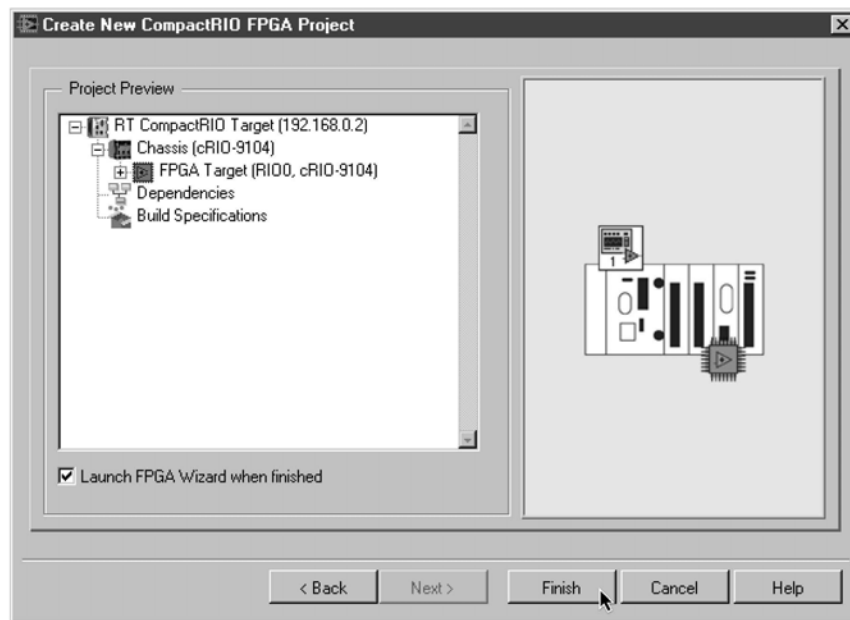 Create New CompactRIO FPGA Project
Project Preview
RT CompactRIO Target (192.168.0.2)
Chassis (cRIO-9104)
FPGA Target (RIO0, cRIO-9104)
Dependencies
Build Specifications
1
Launch FPGA Wizard when finished
< Back Next > Finish Cancel Help